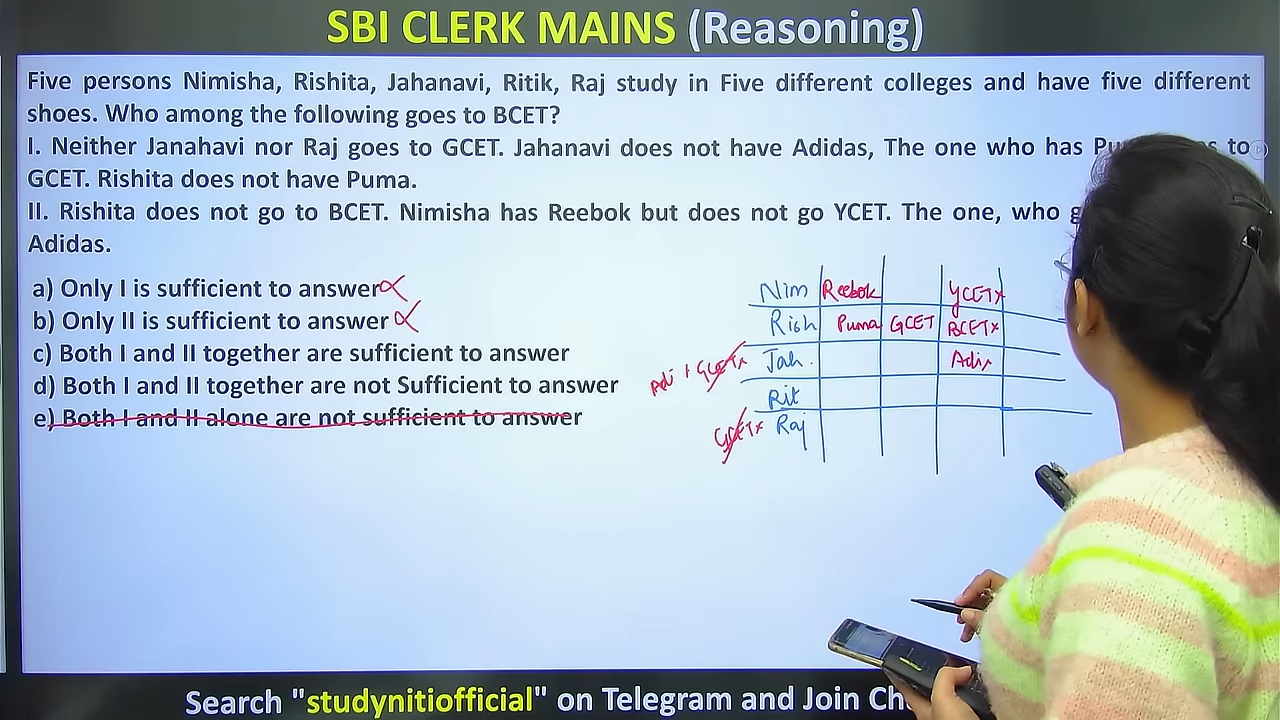 SBI CLERK MAINS (Reasoning)
Five persons Nimisha, Rishita, Jahanavi, Ritik, Raj study in Five different colleges and have five different
shoes. Who among the following goes to BCET?
I. Neither Janahavi nor Raj goes to GCET. Jahanavi does not have Adidas, The one who has to
GCET. Rishita does not have Puma.
II. Rishita does not go to BCET. Nimisha has Reebok but does not go YCET. The one, who
Adidas.
a) Only I is sufficient to answer
b) Only II is sufficient to answer
c) Both I and II together are sufficient to answer
d) Both I and II together are not Sufficient to answer
e) Both I and II alone are not sufficient to answer
Nim Reebok YCETx
Rish Puma GCET BCETx
Adi GCETx Jah. Adix
Rit
GCETx Raj
Search "studynitiofficial" on Telegram and Join